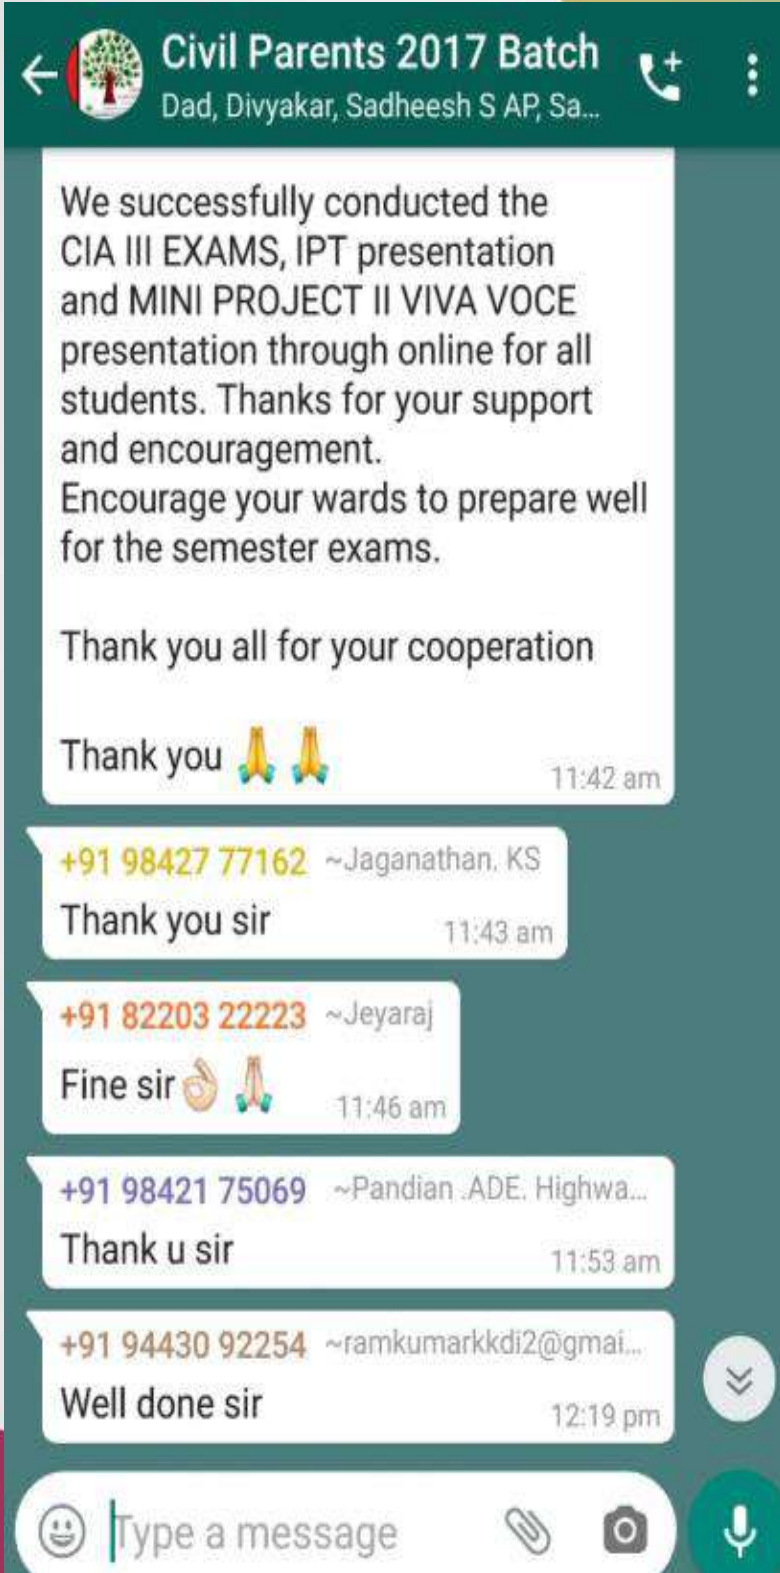 Civil Parents 2017 Batch
Dad, Divyakar, Sadheesh S AP, Sa...
We successfully conducted the
CIA III EXAMS, IPT presentation
and MINI PROJECT II VIVA VOCE
presentation through online for all
students. Thanks for your support
and encouragement.
Encourage your wards to prepare well
for the semester exams.
Thank you all for your cooperation
Thank you 🙏 🙏
11:42 am
+91 98427 77162 ~Jaganathan. KS
Thank you sir 11:43 am
+91 82203 22223 ~Jeyaraj
Fine sir👌🏻 🙏🏻 11:46 am
+91 98421 75069 ~Pandian .ADE. Highwa...
Thank u sir 11:53 am
+91 94430 92254 ~ramkumarkkdi2@gmai...
Well done sir 12:19 pm
Type a message